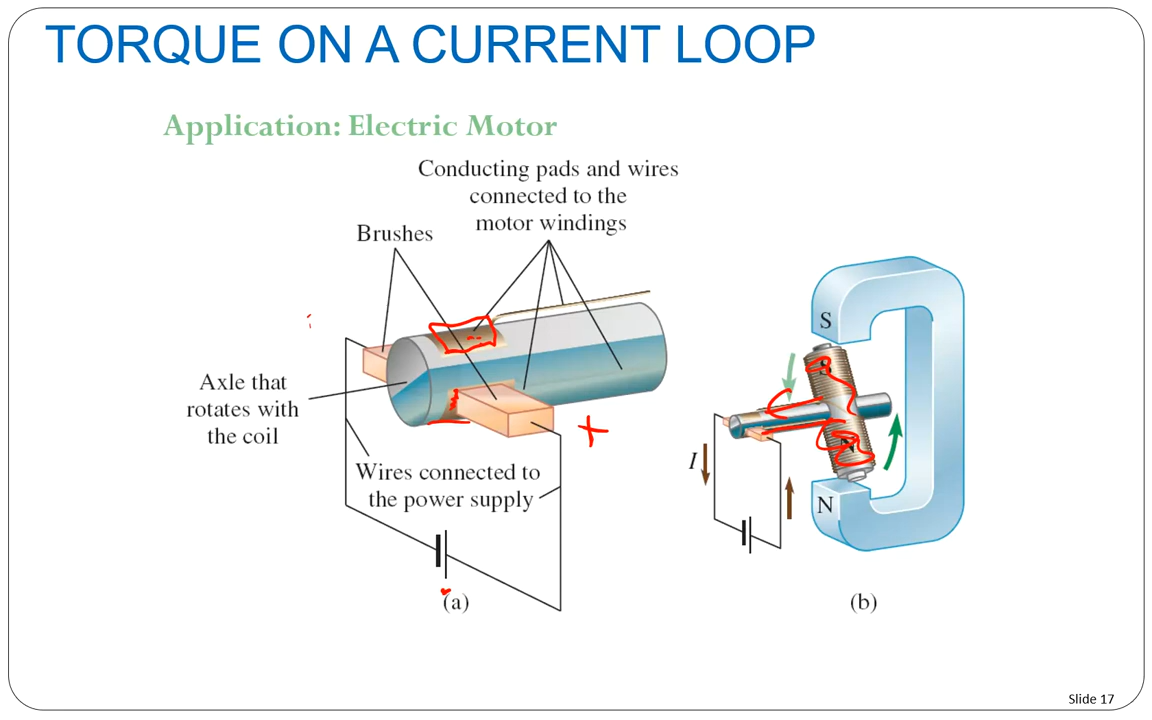 TORQUE ON A CURRENT LOOP
Application: Electric Motor
Conducting pads and wires
connected to the
motor windings
Brushes
Axle that
rotates with
the coil
Wires connected to
the power supply
(a)
S
S
N
N
I
(b)
Slide 17